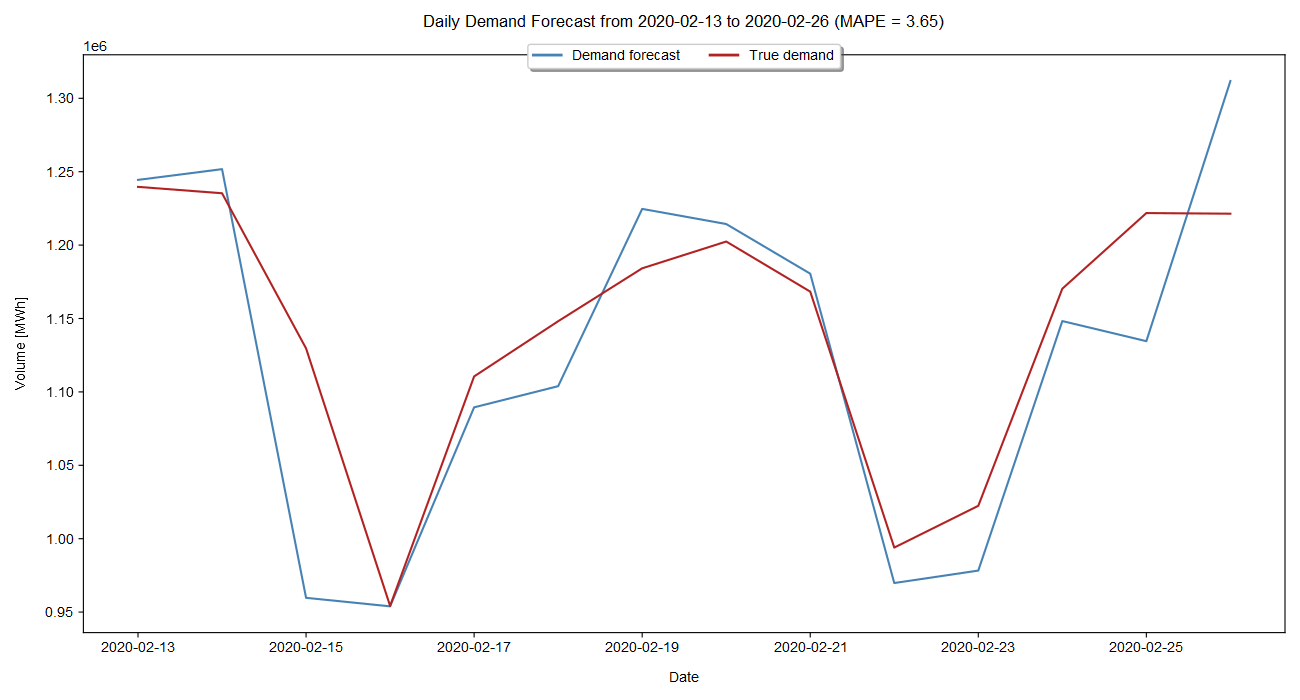 Daily Demand Forecast from 2020-02-13 to 2020-02-26 (MAPE = 3.65)
1e6
Demand forecast True demand
1.30
1.25
1.20
1.15
1.10
1.05
1.00
0.95
Volume [MWh]
2020-02-13 2020-02-15 2020-02-17 2020-02-19 2020-02-21 2020-02-23 2020-02-25
Date